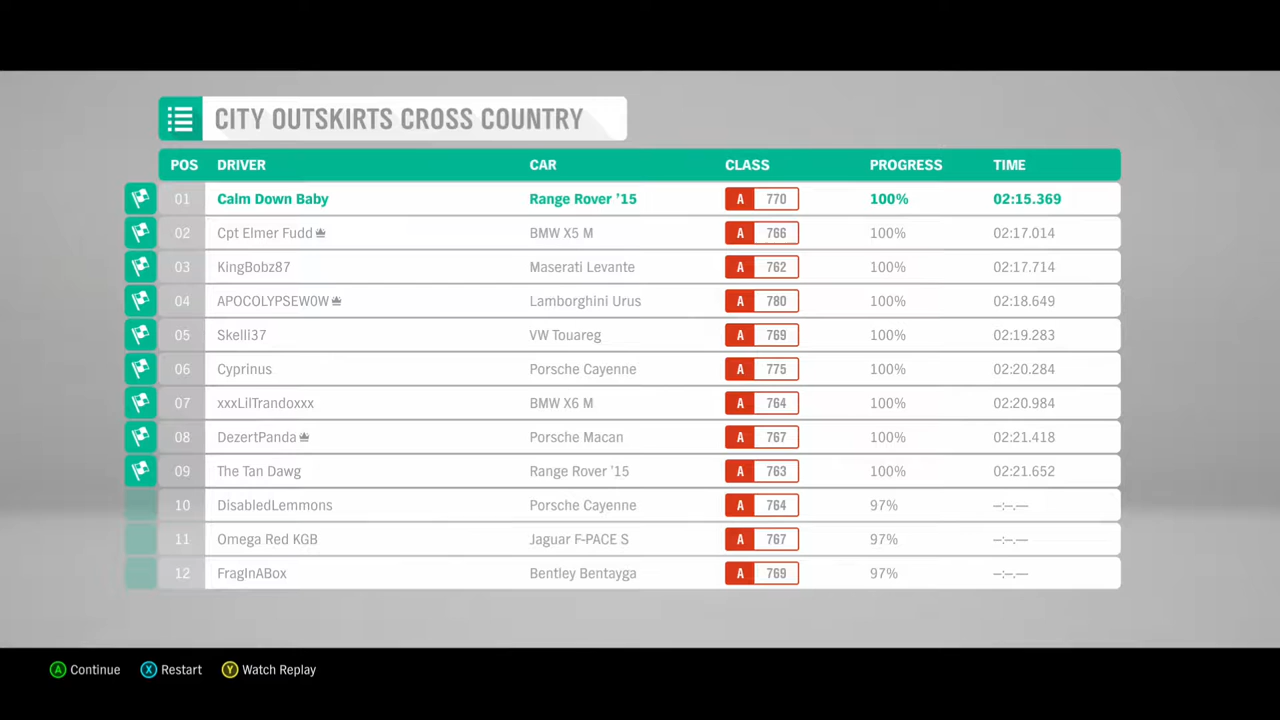 CITY OUTSKIRTS CROSS COUNTRY
POS DRIVER CAR CLASS PROGRESS TIME
01 Calm Down Baby Range Rover ’15 A 770 100% 02:15.369
02 Cpt Elmer Fudd BMW X5 M A 766 100% 02:17.014
03 KingBobz87 Maserati Levante A 762 100% 02:17.714
04 APOCOLYPSEW0W Lamborghini Urus A 780 100% 02:18.649
05 Skelli37 VW Touareg A 769 100% 02:19.283
06 Cyprinus Porsche Cayenne A 775 100% 02:20.284
07 xxxLilTrandoxxx BMW X6 M A 764 100% 02:20.984
08 DezertPanda Porsche Macan A 767 100% 02:21.418
09 The Tan Dawg Range Rover ’15 A 763 100% 02:21.652
10 DisabledLemmons Porsche Cayenne A 764 97% --:--.---
11 Omega Red KGB Jaguar F-PACE S A 767 97% --:--.---
12 FragInABox Bentley Bentayga A 769 97% --:--.---
A Continue X Restart Y Watch Replay